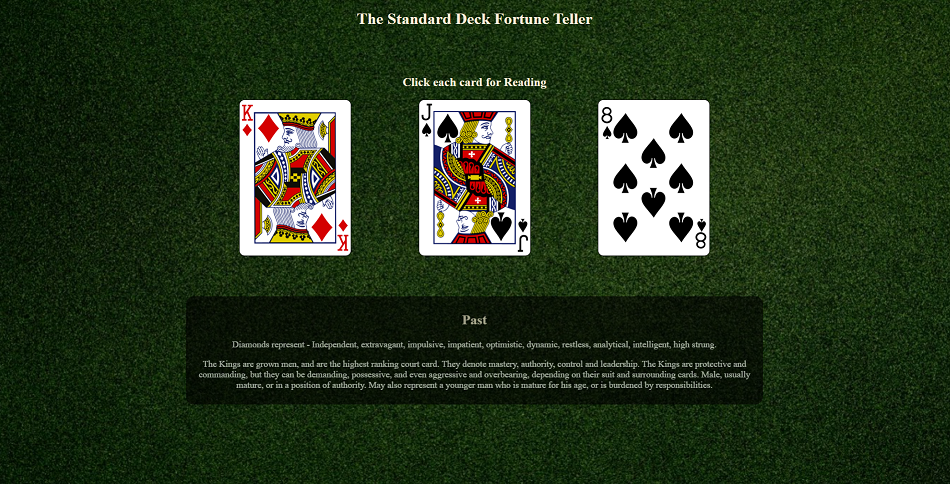 The Standard Deck Fortune Teller
Click each card for Reading
K
K
J
J
8
8
Past
Diamonds represent - Independent, extravagant, impulsive, impatient, optimistic, dynamic, restless, analytical, intelligent, high strung.
The Kings are grown men, and are the highest ranking court card. They denote mastery, authority, control and leadership. The Kings are protective and
commanding, but they can be demanding, possessive, and even aggressive and overbearing, depending on their suit and surrounding cards. Male, usually
mature, or in a position of authority. May also represent a younger man who is mature for his age, or is burdened by responsibilities.